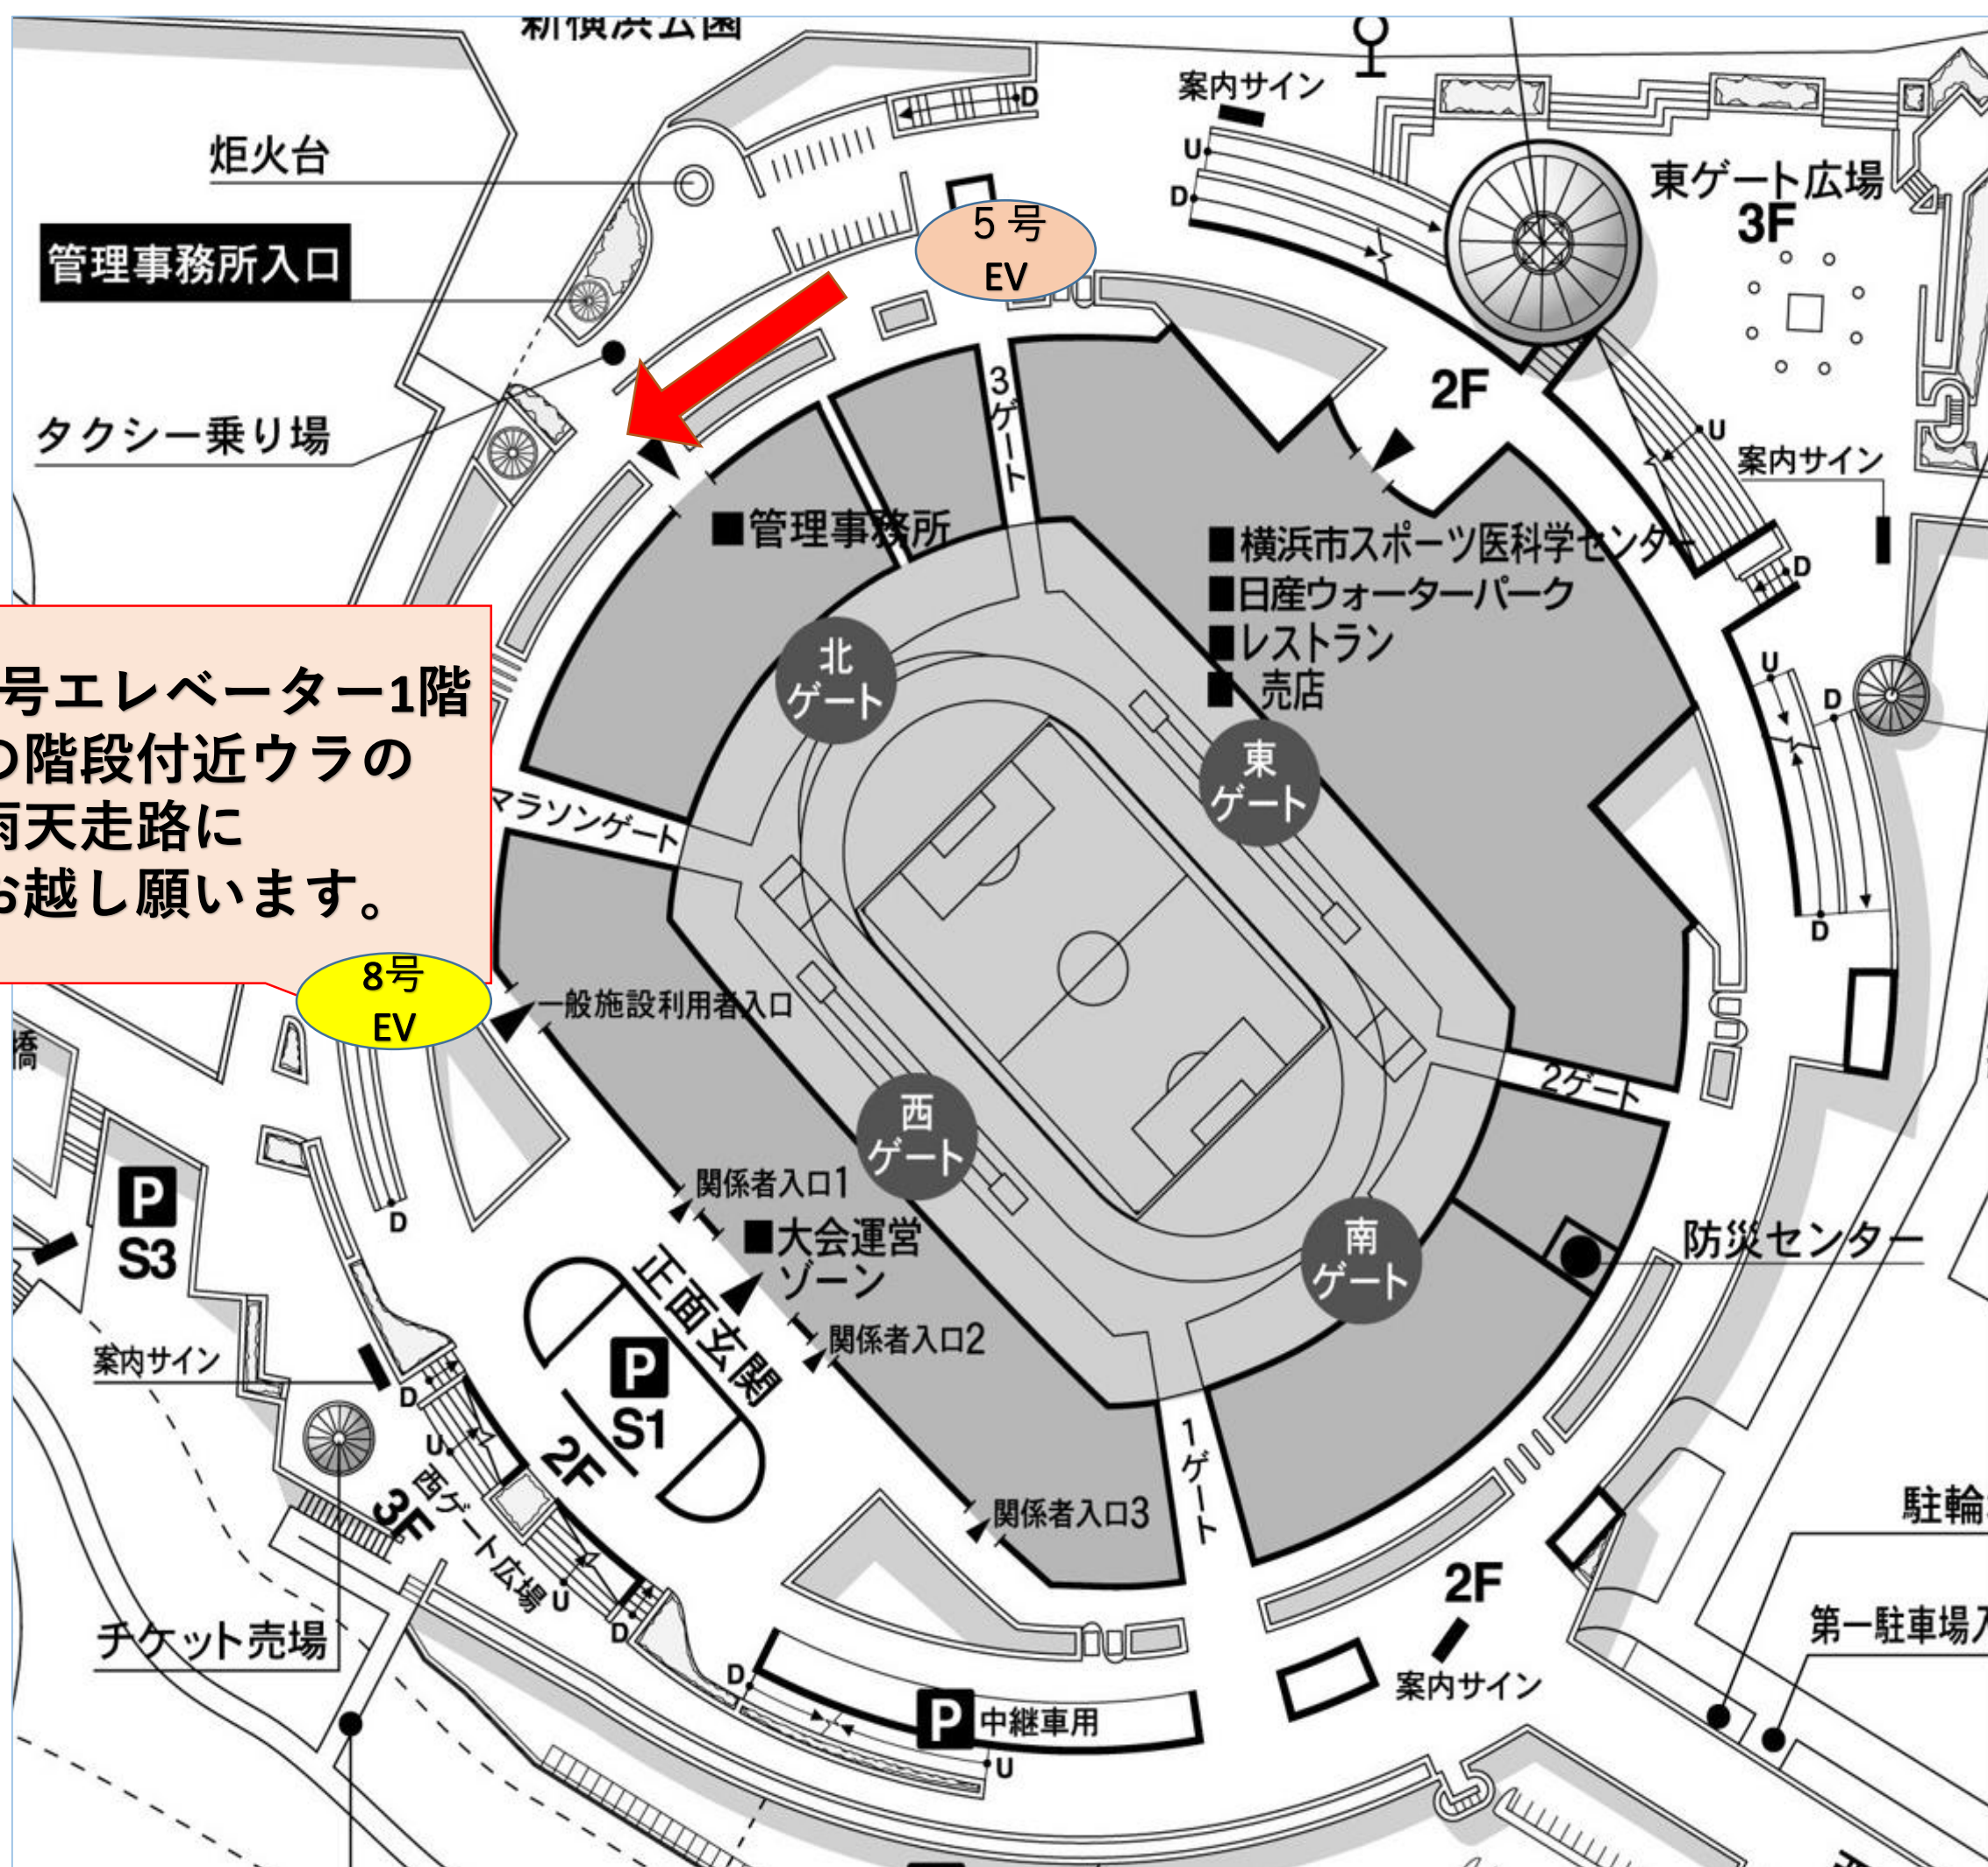 新横浜公園
案内サイン
D
炬火台
U
D
東ゲート広場
3F
5号
EV
管理事務所入口
タクシー乗り場
3ゲート
2F
U
案内サイン
■管理事務所
■横浜市スポーツ医科学センター
■日産ウォーターパーク
■レストラン
■ 売店
D
U
D
北
ゲート
号エレベーター1階
の階段付近ウラの
雨天走路に
お越し願います。
東
ゲート
マラソンゲート
D
8号
EV
一般施設利用者入口
橋
2ゲート
西
ゲート
P
S3
D
関係者入口1
■大会運営
ゾーン
南
ゲート
防災センター
正面玄関
関係者入口2
案内サイン
P
S1
D
U
2F
1ゲート
3F
西ゲート広場
関係者入口3
駐輪
U
D
2F
チケット売場
第一駐車場入
D
案内サイン
P
中継車用
U